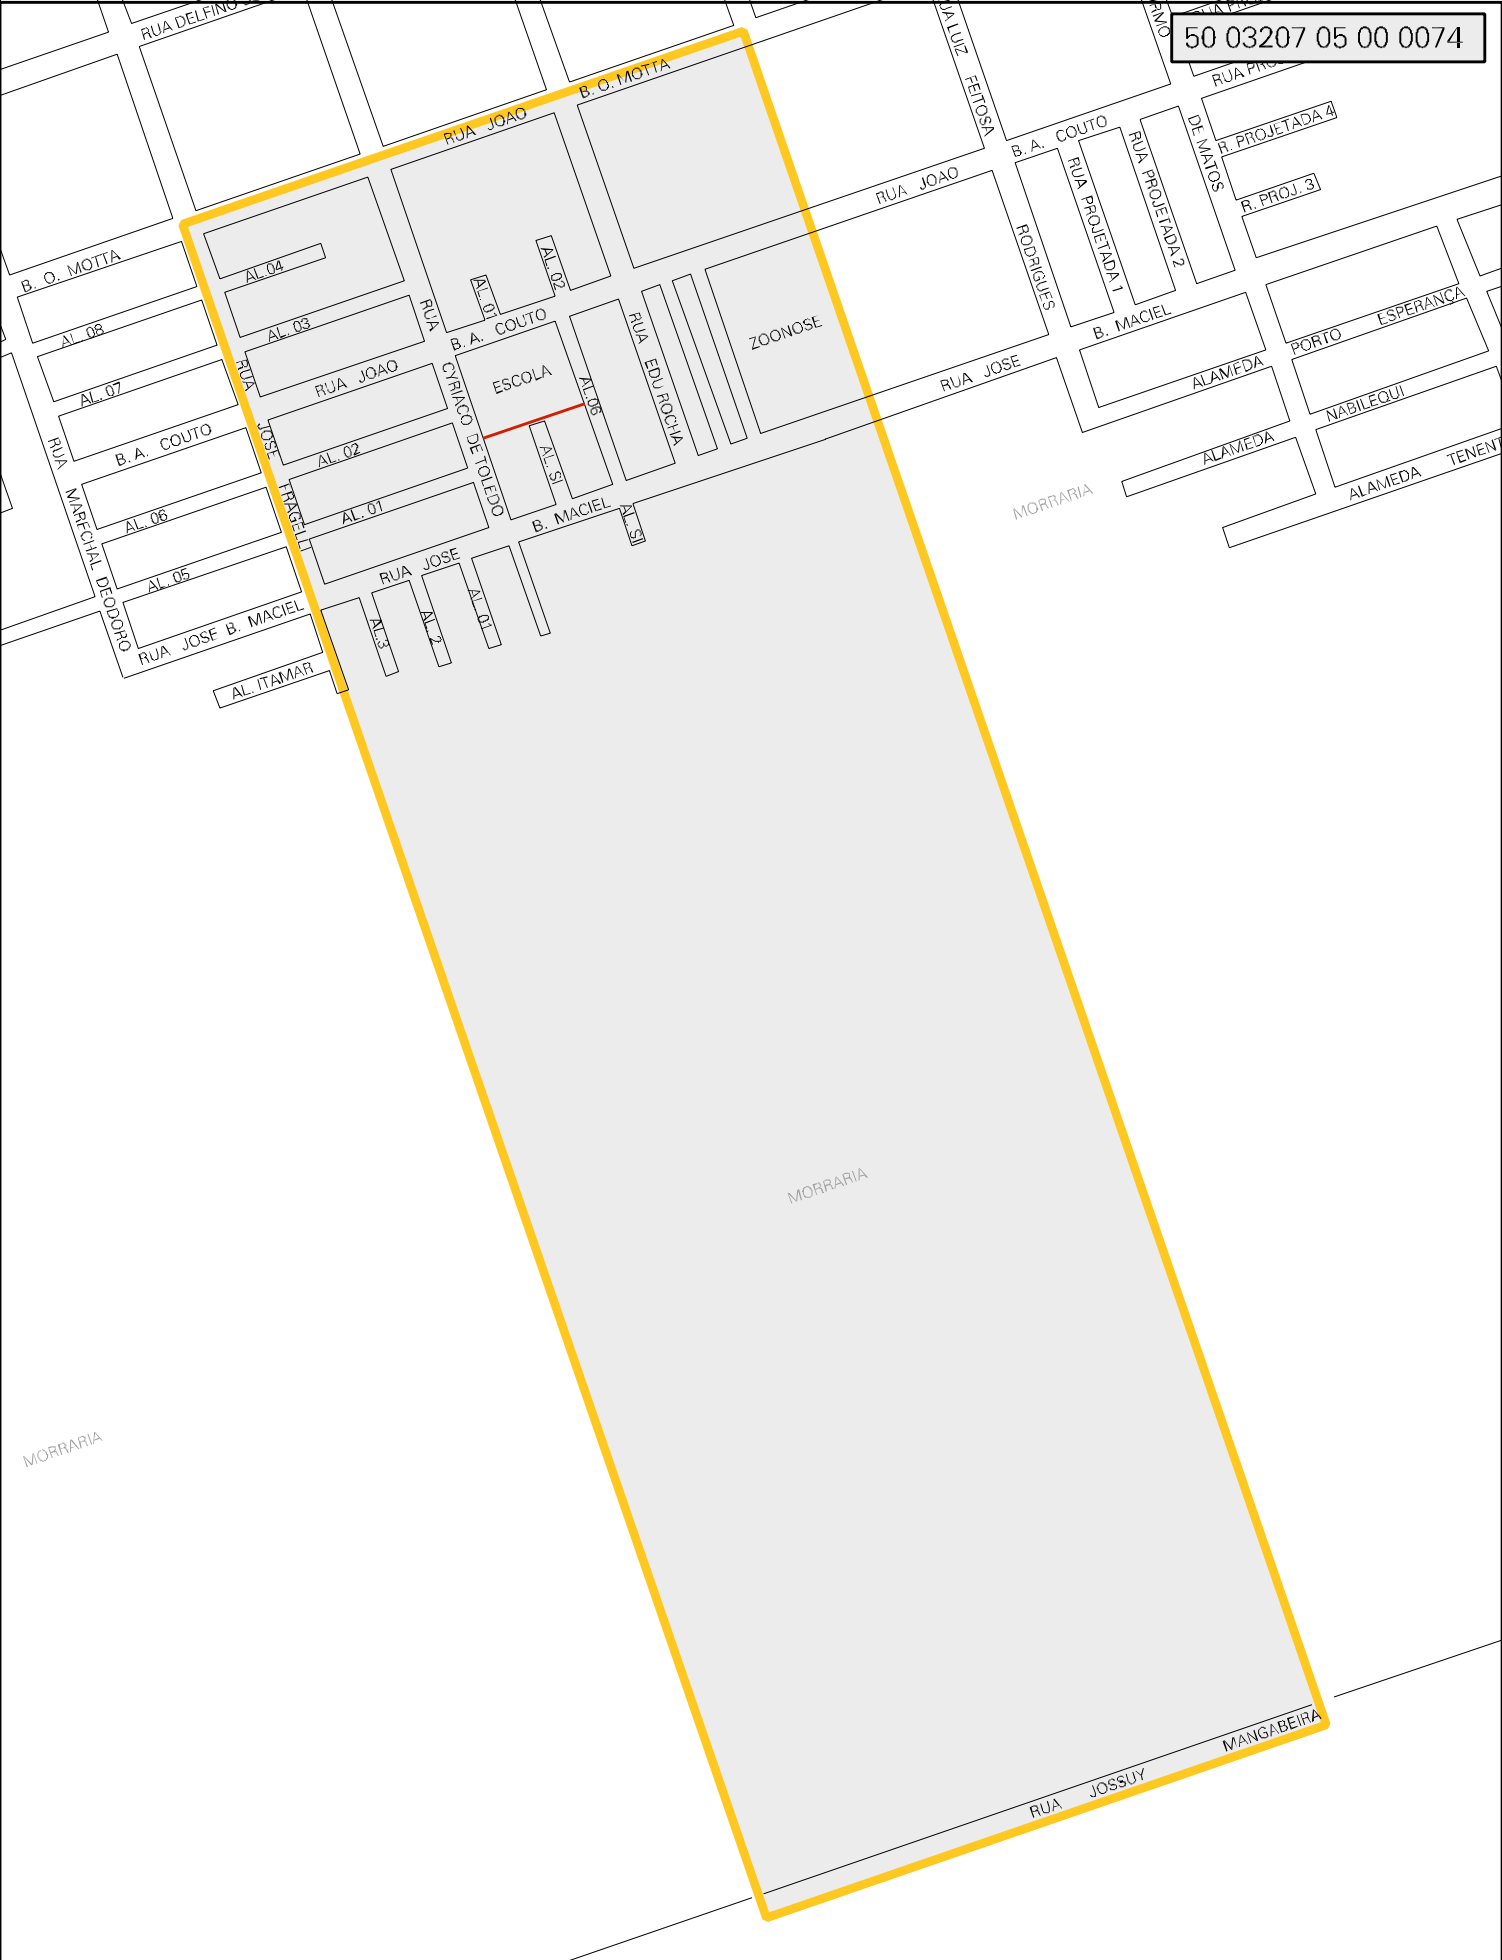 50 03207 05 00 0074
RUA DELFINO
RUA LUIZ FEITOSA
RODRIGUES
DE MATOS
RUA JOAO B. O. MOTTA
B. O. MOTTA
RUA JOAO
B. A. COUTO
RUA PROJETADA 1
RUA PROJETADA 2
R. PROJETADA 4
R. PROJ. 3
AL. 04
AL. 03
RUA JOAO
B. A. COUTO
AL. 02
AL. 01
AL. 01
AL. 02
ESCOLA
AL. 06
AL. SI
RUA EDU ROCHA
ZOONOSE
RUA CYRIACO DE TOLEDO
RUA JOSE FRAGELLI
AL. 08
AL. 07
B. A. COUTO
AL. 06
AL. 05
RUA MARECHAL DEODORO
RUA JOSE B. MACIEL
AL. ITAMAR
RUA JOSE B. MACIEL
AL. SI
AL. 3
AL. 2
AL. 01
RUA JOSE
B. MACIEL
PORTO ESPERANCA
ALAMEDA
NABILEQUI
ALAMEDA
ALAMEDA TENENT
MORRARIA
MORRARIA
MORRARIA
RUA JOSSUY MANGABEIRA